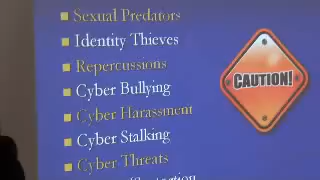 Sexual Predators
Identity Thieves
Repercussions
Cyber Bullying
Cyber Harassment
Cyber Stalking
Cyber Threats
CAUTION!